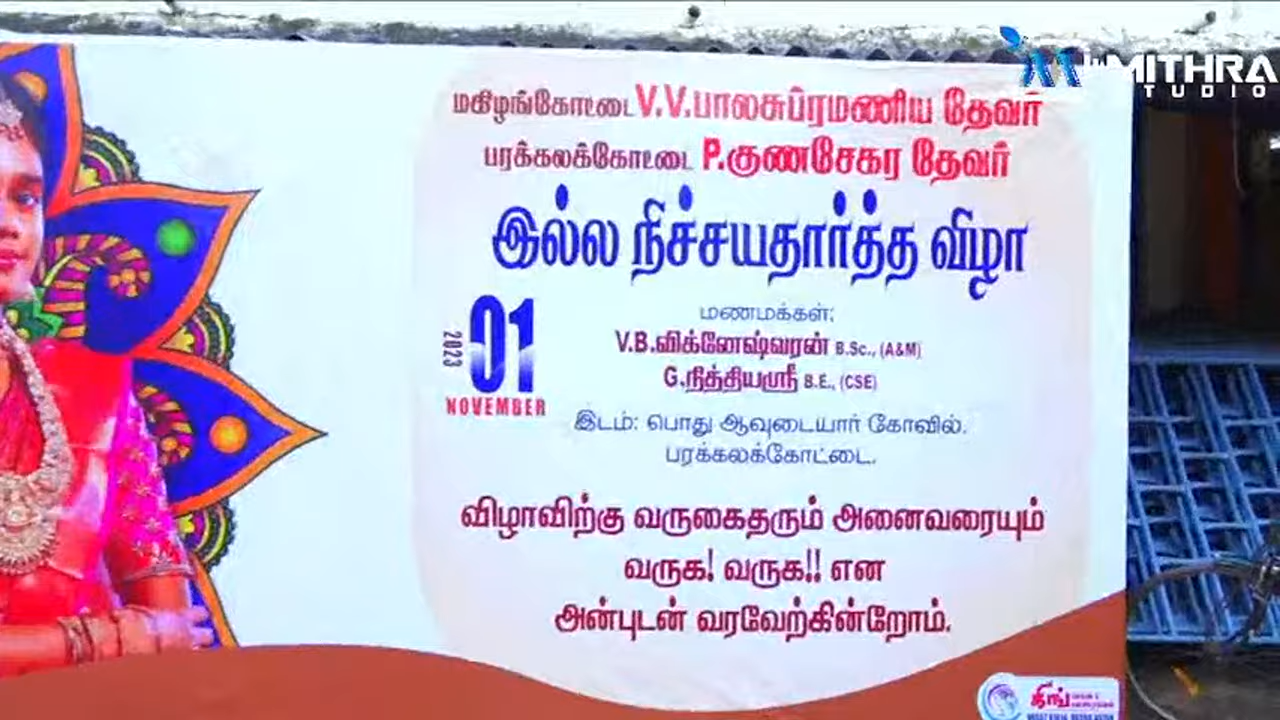 MITHRA
STUDIO
மகிழங்கோட்டை V.V.பாலசுப்ரமணிய தேவர்
பரக்கலக்கோட்டை P.குணசேகர தேவர்
இல்ல நிச்சயதார்த்த விழா
2023
01
NOVEMBER
மணமக்கள்:
V.B.விக்னேஷ்வரன் B.Sc., (A&M)
G.நித்தியஸ்ரீ B.E., (CSE)
இடம்: பொது ஆவுடையார் கோவில்.
பரக்கலக்கோட்டை.
விழாவிற்கு வருகைதரும் அனைவரையும்
வருக! வருக!! என
அன்புடன் வரவேற்கின்றோம்.
கிங்